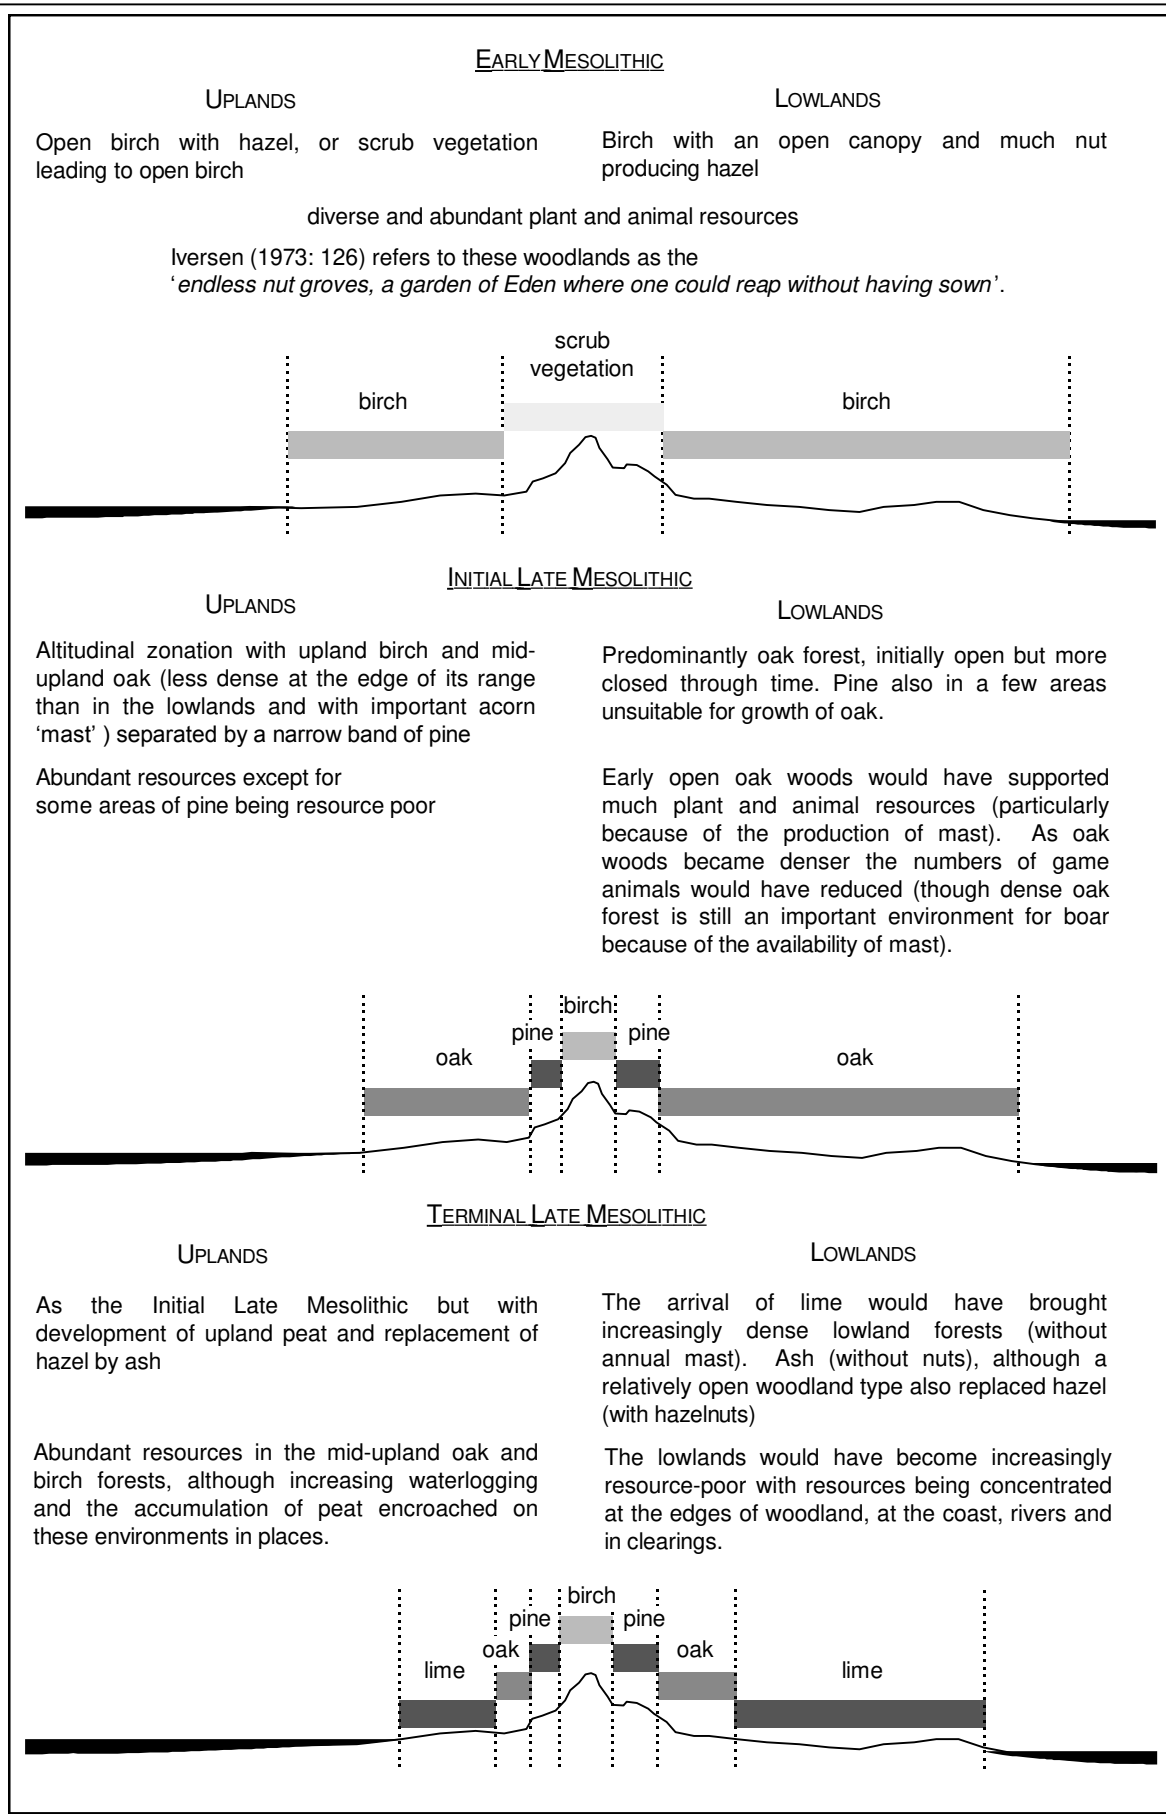 EARLY MESOLITHIC
UPLANDS
Open birch with hazel, or scrub vegetation
leading to open birch
LOWLANDS
Birch with an open canopy and much nut
producing hazel
diverse and abundant plant and animal resources
Iversen (1973: 126) refers to these woodlands as the
‘endless nut groves, a garden of Eden where one could reap without having sown’.
scrub
vegetation
birch
birch
INITIAL LATE MESOLITHIC
UPLANDS
Altitudinal zonation with upland birch and mid-
upland oak (less dense at the edge of its range
than in the lowlands and with important acorn
‘mast’ ) separated by a narrow band of pine
Abundant resources except for
some areas of pine being resource poor
LOWLANDS
Predominantly oak forest, initially open but more
closed through time. Pine also in a few areas
unsuitable for growth of oak.
Early open oak woods would have supported
much plant and animal resources (particularly
because of the production of mast). As oak
woods became denser the numbers of game
animals would have reduced (though dense oak
forest is still an important environment for boar
because of the availability of mast).
birch
pine
pine
oak
oak
TERMINAL LATE MESOLITHIC
UPLANDS
As the Initial Late Mesolithic but with
development of upland peat and replacement of
hazel by ash
Abundant resources in the mid-upland oak and
birch forests, although increasing waterlogging
and the accumulation of peat encroached on
these environments in places.
LOWLANDS
The arrival of lime would have brought
increasingly dense lowland forests (without
annual mast). Ash (without nuts), although a
relatively open woodland type also replaced hazel
(with hazelnuts)
The lowlands would have become increasingly
resource-poor with resources being concentrated
at the edges of woodland, at the coast, rivers and
in clearings.
birch
pine
pine
oak
oak
lime
lime